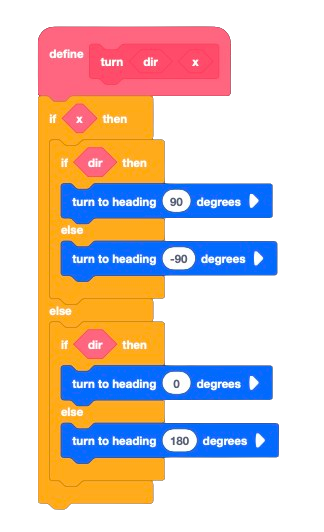 define turn dir x
if x then
if dir then
turn to heading 90 degrees
else
turn to heading -90 degrees
else
if dir then
turn to heading 0 degrees
else
turn to heading 180 degrees